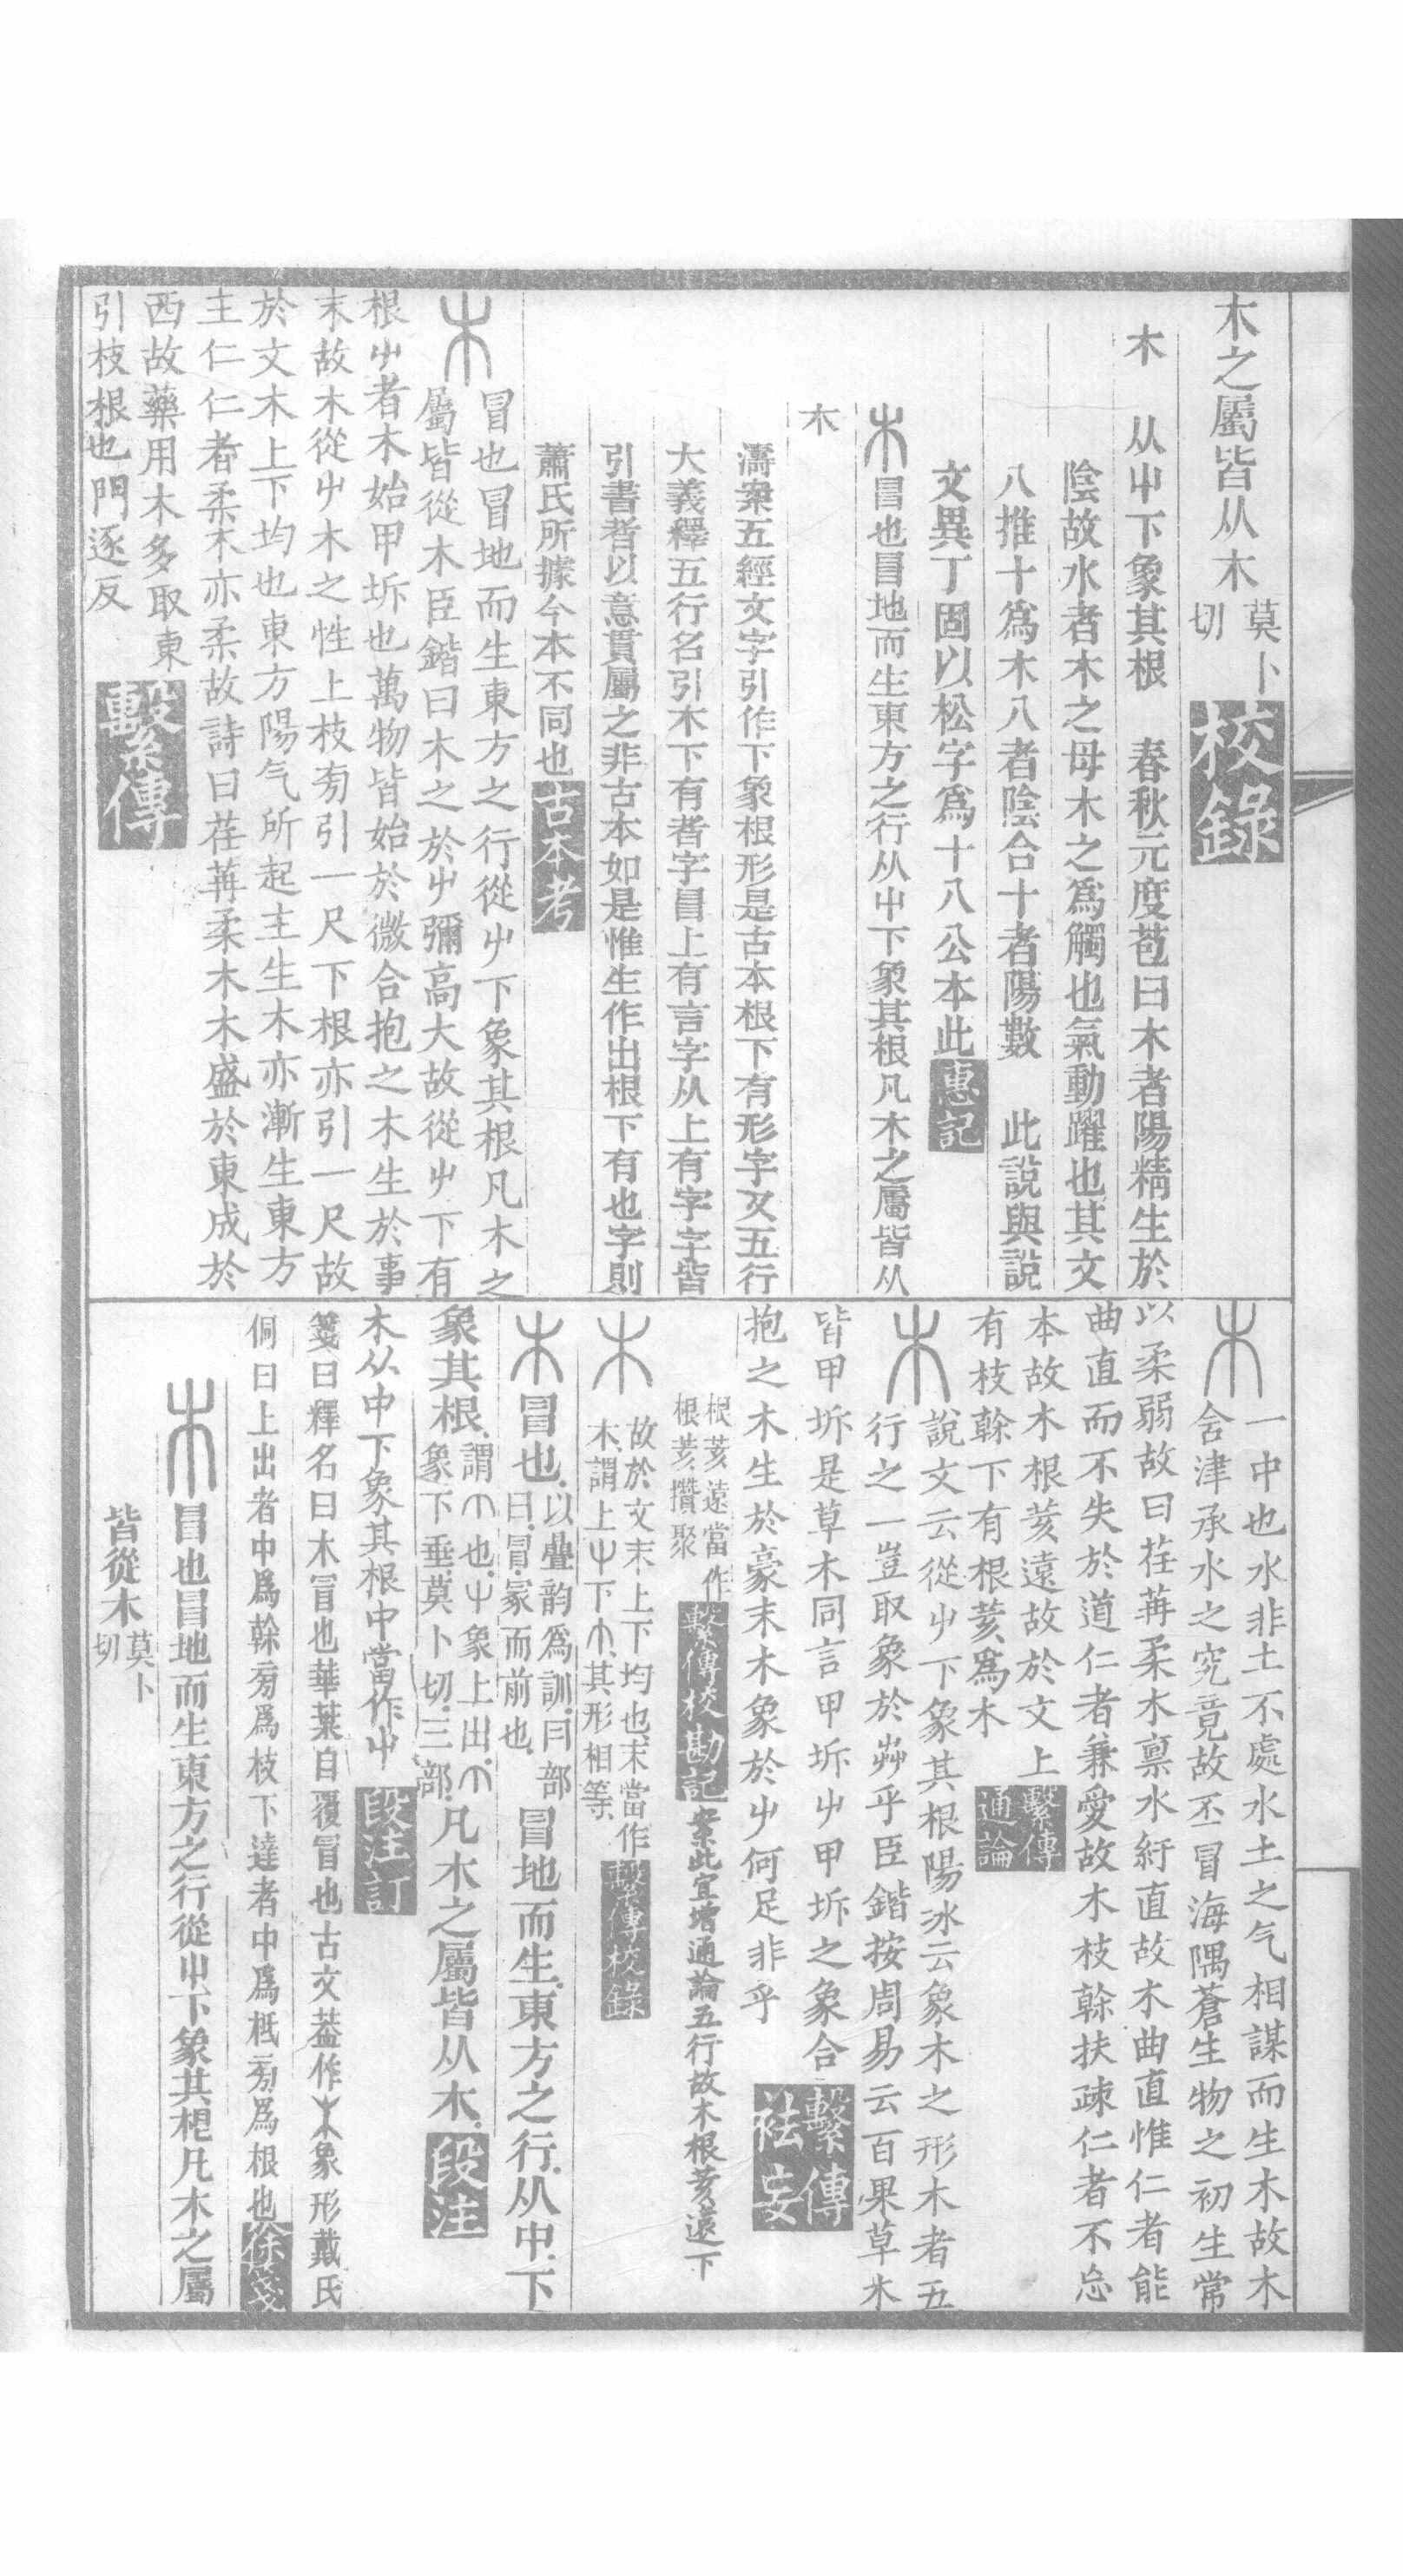 木之屬皆从木莫卜
切
校錄
木　从屮下象其根　春秋元度苞曰木者陽精生於
陰故水者木之母木之爲觸也氣動躍也其文
八推十爲木八者陰合十者陽數　此說與說
文異丁固以松字爲十八公本此惠記
冒也冒地而生東方之行从屮下象其根凡木之屬皆从
木
濤案五經文字引作下象根形是古本根下有形字又五行
大義釋五行名引木下有者字冒上有言字从上有字字皆
引書者以意貫屬之非古本如是惟生作出根下有也字則
蕭氏所據今本不同也古本考
冒也冒地而生東方之行從屮下象其根凡木之
屬皆從木臣鍇曰木之於屮彌高大故從屮下有
根屮者木始甲坼也萬物皆始於微合抱之木生於事
末故木從屮木之性上枝㫄引一尺下根亦引一尺故
於文木上下均也東方陽气所起主生木亦漸生東方
主仁仁者柔木亦柔故詩曰荏苒柔木木盛於東成於
西故藥用木多取東
引枝根也門逐反
繫傳
木
一屮也水非土不處水土之气相謀而生木故木
含津承水之究竟故丕冒海隅蒼生物之初生常
以柔弱故曰荏苒柔木稟水紆直故木曲直惟仁者能
曲直而不失於道仁者兼愛故木枝榦扶疎仁者不忘
本故木根荄遠故於文上
有枝榦下有根荄爲木
繫傳
通論
木
說文云從屮下象其根陽冰云象木之形木者五
行之一豈取象於艸乎臣鍇按周易云百果草木
皆甲坼是草木同言甲坼屮甲坼之象合
抱之木生於豪末木象於屮何足非乎
繫傳
祛妄
根荄遠當作
根荄攢聚
繫傳校勘記
案此宜增通論五行故木根荄遠下
木
故於文末上下均也末當作
木謂上屮下𠆢其形相等
繫傳校錄
木
冒也以疊韵爲訓冃部
曰冒冢而前也
冒地而生東方之行从屮下
象其根謂𠆢也屮象上出𠆢
象下垂莫卜切三部
凡木之屬皆从木段注
木从中下象其根中當作屮段注訂
箋曰釋名曰木冒也華葉自覆冒也古文葢作象形戴氏
侗曰上出者中爲榦㫄爲枝下達者中爲柢㫄爲根也徐箋
冒也冒地而生東方之行從屮下象其根凡木之屬
皆從木莫卜
切